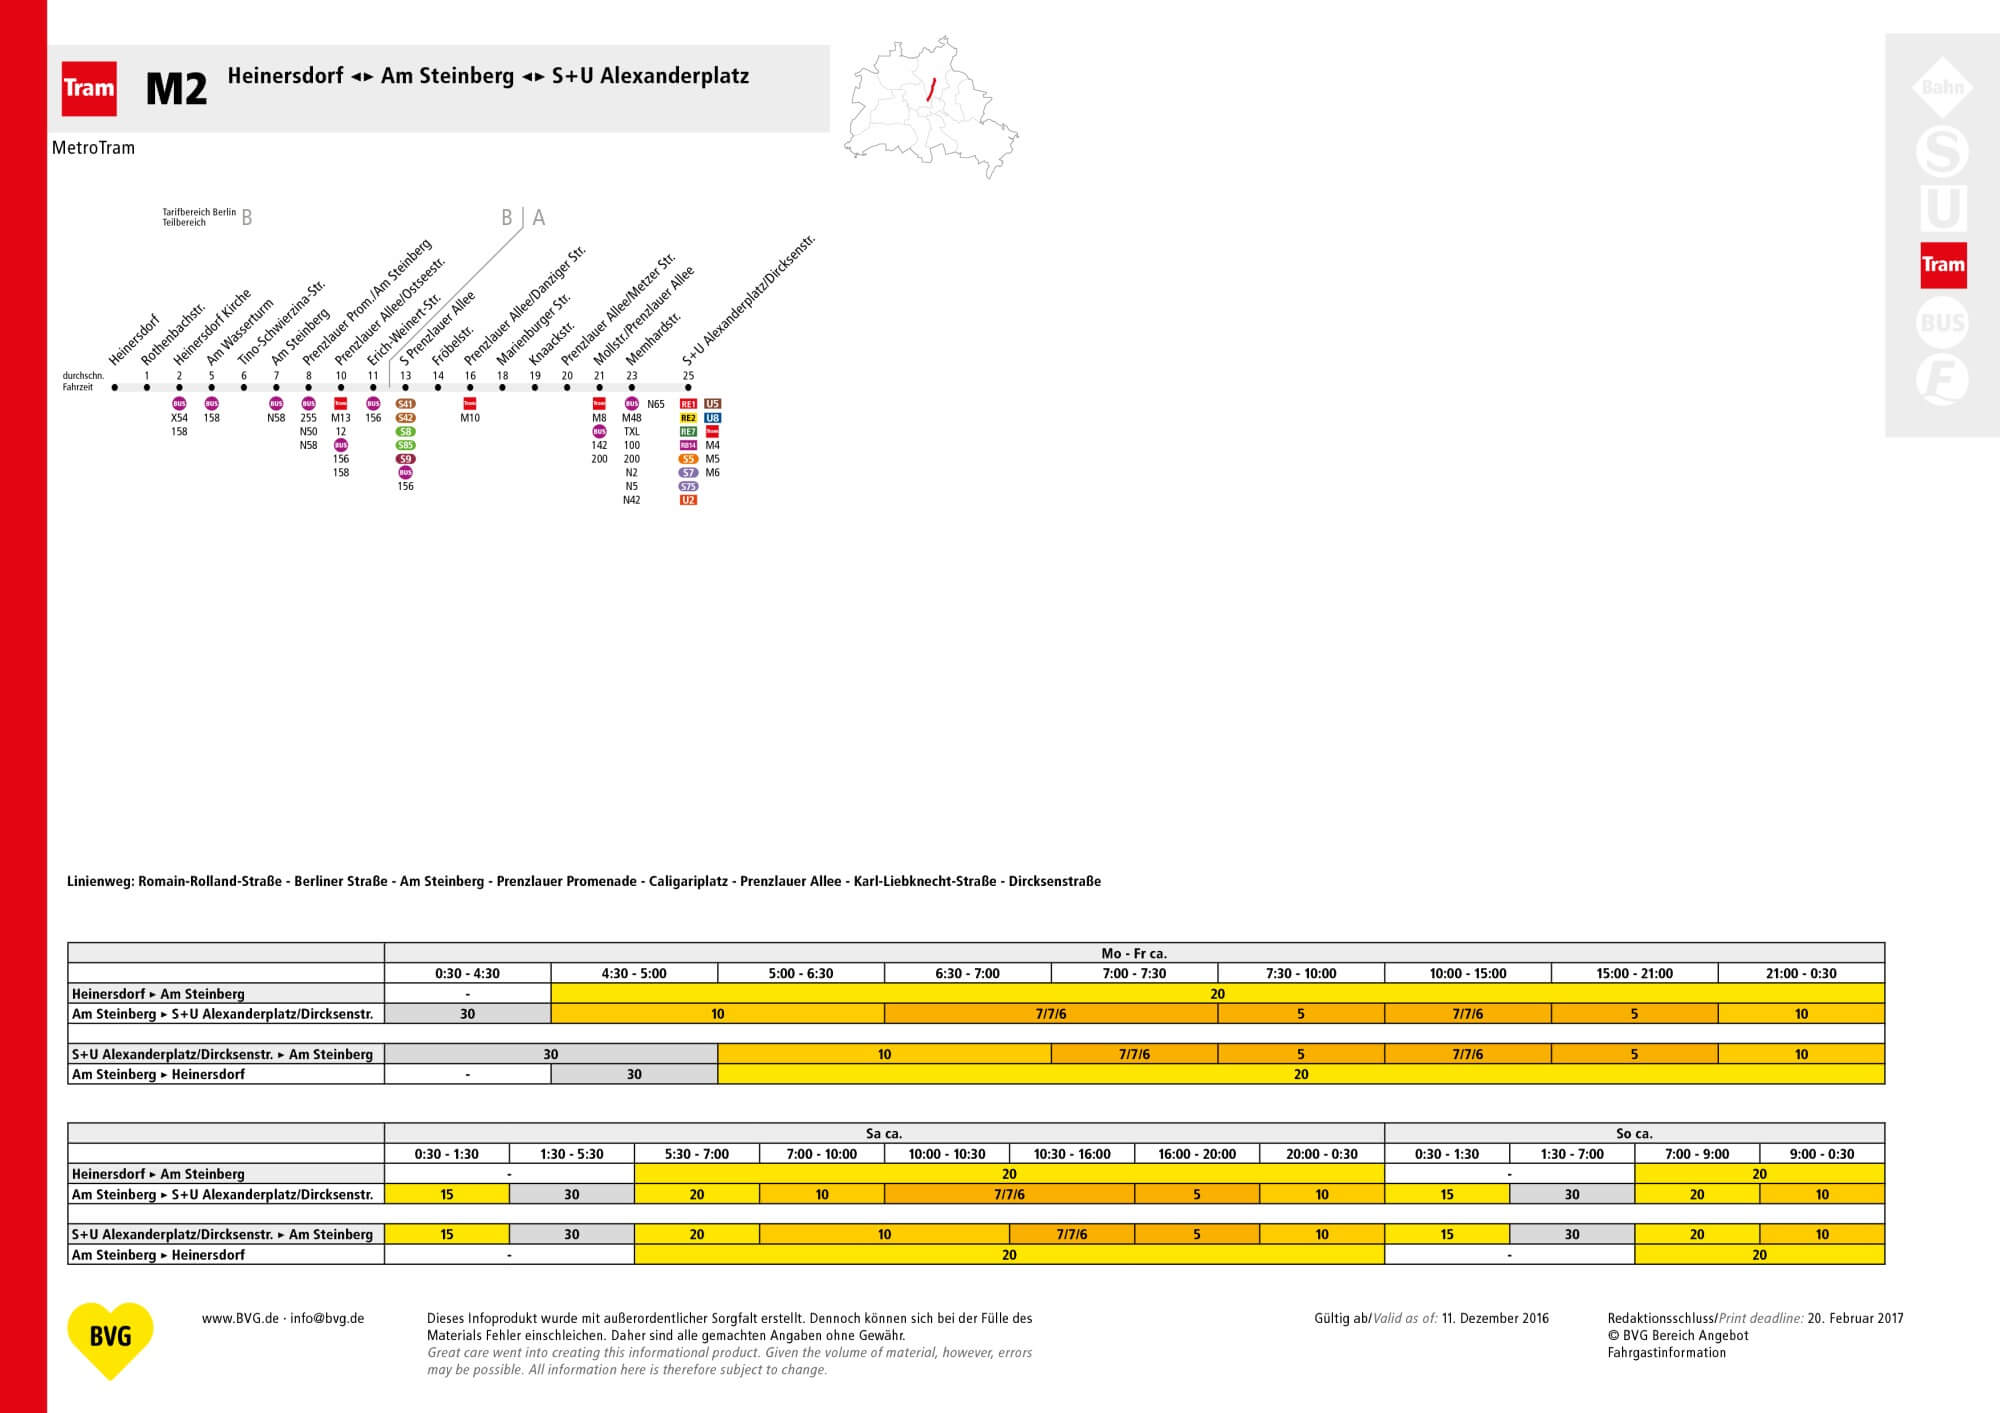 Tram M2 Heinersdorf ◄► Am Steinberg ◄► S+U Alexanderplatz
MetroTram
Bahn
S
U
Tram
BUS
F
Tarifbereich Berlin B
Teilbereich
B | A
Heinersdorf
Rothenbachstr.
Heinersdorf Kirche
Am Wasserturm
Tino-Schwierzina-Str.
Am Steinberg
Prenzlauer Prom./Am Steinberg
Prenzlauer Allee/Ostseestr.
Erich-Weinert-Str.
S Prenzlauer Allee
Fröbelstr.
Prenzlauer Allee/Danziger Str.
Marienburger Str.
Knaackstr.
Prenzlauer Allee/Metzer Str.
Mollstr./Prenzlauer Allee
Memhardstr.
S+U Alexanderplatz/Dircksenstr.
durchschn. 1 2 5 6 7 8 10 11 13 14 16 18 19 20 21 23 25
Fahrzeit
BUS BUS BUS BUS Tram BUS S41 Tram Tram BUS N65 RE1 U5
X54 158 N58 255 M13 156 S42 M10 M8 M48 RE2 U8
158 N50 12 S8 BUS TXL RE7 Tram
N58 BUS S85 142 100 RB14 M4
156 S9 200 200 S5 M5
158 BUS N2 S7 M6
156 N5 S75
N42 U2
Linienweg: Romain-Rolland-Straße - Berliner Straße - Am Steinberg - Prenzlauer Promenade - Caligariplatz - Prenzlauer Allee - Karl-Liebknecht-Straße - Dircksenstraße
Mo - Fr ca.
0:30 - 4:30 4:30 - 5:00 5:00 - 6:30 6:30 - 7:00 7:00 - 7:30 7:30 - 10:00 10:00 - 15:00 15:00 - 21:00 21:00 - 0:30
Heinersdorf ► Am Steinberg - 20
Am Steinberg ► S+U Alexanderplatz/Dircksenstr. 30 10 7/7/6 5 7/7/6 5 10
S+U Alexanderplatz/Dircksenstr. ► Am Steinberg 30 10 7/7/6 5 7/7/6 5 10
Am Steinberg ► Heinersdorf - 30 20
Sa ca. So ca.
0:30 - 1:30 1:30 - 5:30 5:30 - 7:00 7:00 - 10:00 10:00 - 10:30 10:30 - 16:00 16:00 - 20:00 20:00 - 0:30 0:30 - 1:30 1:30 - 7:00 7:00 - 9:00 9:00 - 0:30
Heinersdorf ► Am Steinberg - 20 - 20
Am Steinberg ► S+U Alexanderplatz/Dircksenstr. 15 30 20 10 7/7/6 5 10 15 30 20 10
S+U Alexanderplatz/Dircksenstr. ► Am Steinberg 15 30 20 10 7/7/6 5 10 15 30 20 10
Am Steinberg ► Heinersdorf - 20 - 20
BVG
www.BVG.de · info@bvg.de
Dieses Infoprodukt wurde mit außerordentlicher Sorgfalt erstellt. Dennoch können sich bei der Fülle des
Materials Fehler einschleichen. Daher sind alle gemachten Angaben ohne Gewähr.
Great care went into creating this informational product. Given the volume of material, however, errors
may be possible. All information here is therefore subject to change.
Gültig ab/Valid as of: 11. Dezember 2016
Redaktionsschluss/Print deadline: 20. Februar 2017
© BVG Bereich Angebot
Fahrgastinformation